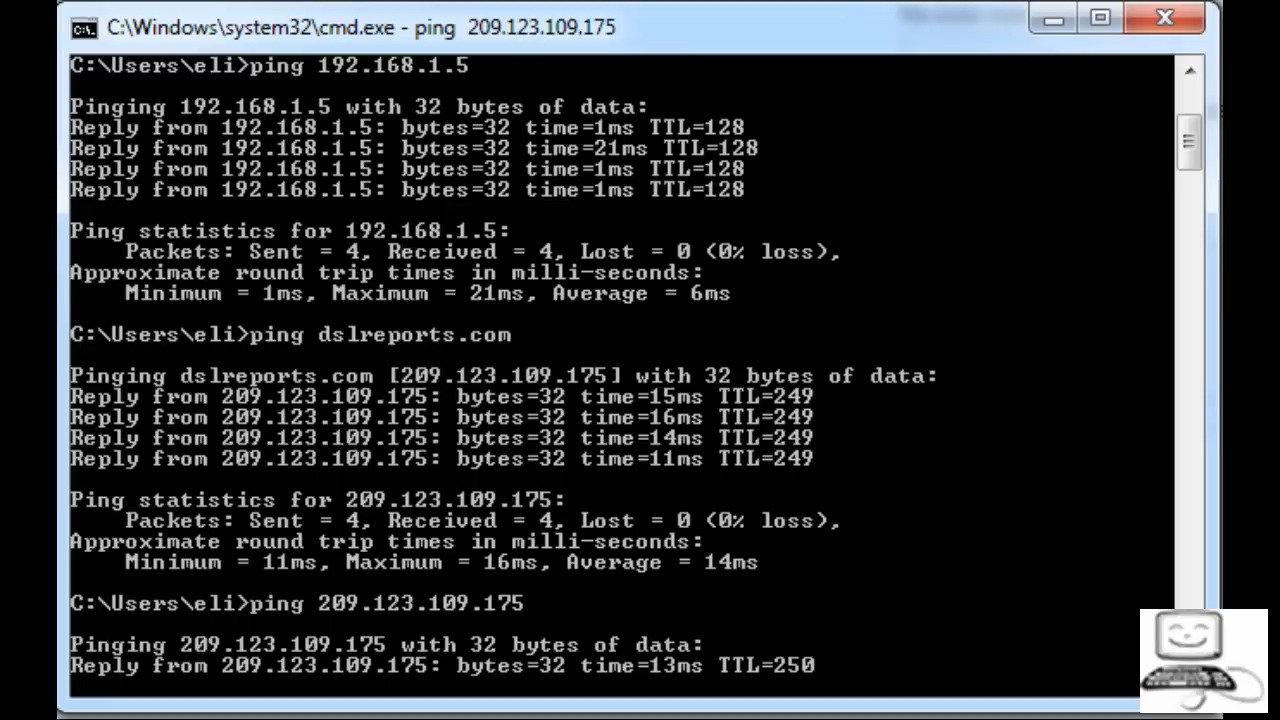 C:\Windows\system32\cmd.exe - ping  209.123.109.175
C:\Users\eli>ping 192.168.1.5
Pinging 192.168.1.5 with 32 bytes of data:
Reply from 192.168.1.5: bytes=32 time=1ms TTL=128
Reply from 192.168.1.5: bytes=32 time=21ms TTL=128
Reply from 192.168.1.5: bytes=32 time=1ms TTL=128
Reply from 192.168.1.5: bytes=32 time=1ms TTL=128
Ping statistics for 192.168.1.5:
    Packets: Sent = 4, Received = 4, Lost = 0 (0% loss),
Approximate round trip times in milli-seconds:
    Minimum = 1ms, Maximum = 21ms, Average = 6ms
C:\Users\eli>ping dslreports.com
Pinging dslreports.com [209.123.109.175] with 32 bytes of data:
Reply from 209.123.109.175: bytes=32 time=15ms TTL=249
Reply from 209.123.109.175: bytes=32 time=16ms TTL=249
Reply from 209.123.109.175: bytes=32 time=14ms TTL=249
Reply from 209.123.109.175: bytes=32 time=11ms TTL=249
Ping statistics for 209.123.109.175:
    Packets: Sent = 4, Received = 4, Lost = 0 (0% loss),
Approximate round trip times in milli-seconds:
    Minimum = 11ms, Maximum = 16ms, Average = 14ms
C:\Users\eli>ping 209.123.109.175
Pinging 209.123.109.175 with 32 bytes of data:
Reply from 209.123.109.175: bytes=32 time=13ms TTL=250